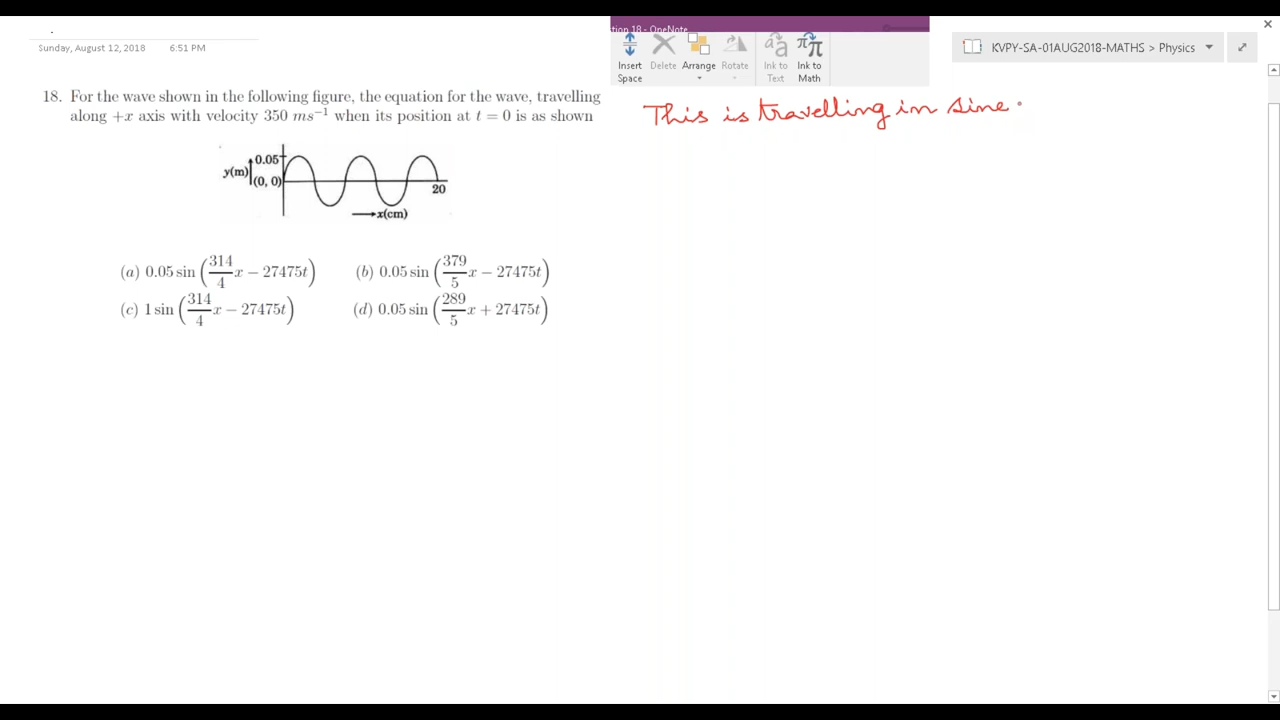 tion 18 - OneNote
Sunday, August 12, 2018 6:51 PM
Insert Space
Delete
Arrange
Rotate
Ink to Text
Ink to Math
KVPY-SA-01AUG2018-MATHS > Physics
This is travelling in sine
18. For the wave shown in the following figure, the equation for the wave, travelling
along +x axis with velocity 350 ms⁻¹ when its position at t = 0 is as shown
0.05
y(m)
(0, 0)
20
x(cm)
(a) 0.05 sin (314/4 x − 27475t) (b) 0.05 sin (379/5 x − 27475t)
(c) 1 sin (314/4 x − 27475t) (d) 0.05 sin (289/5 x + 27475t)